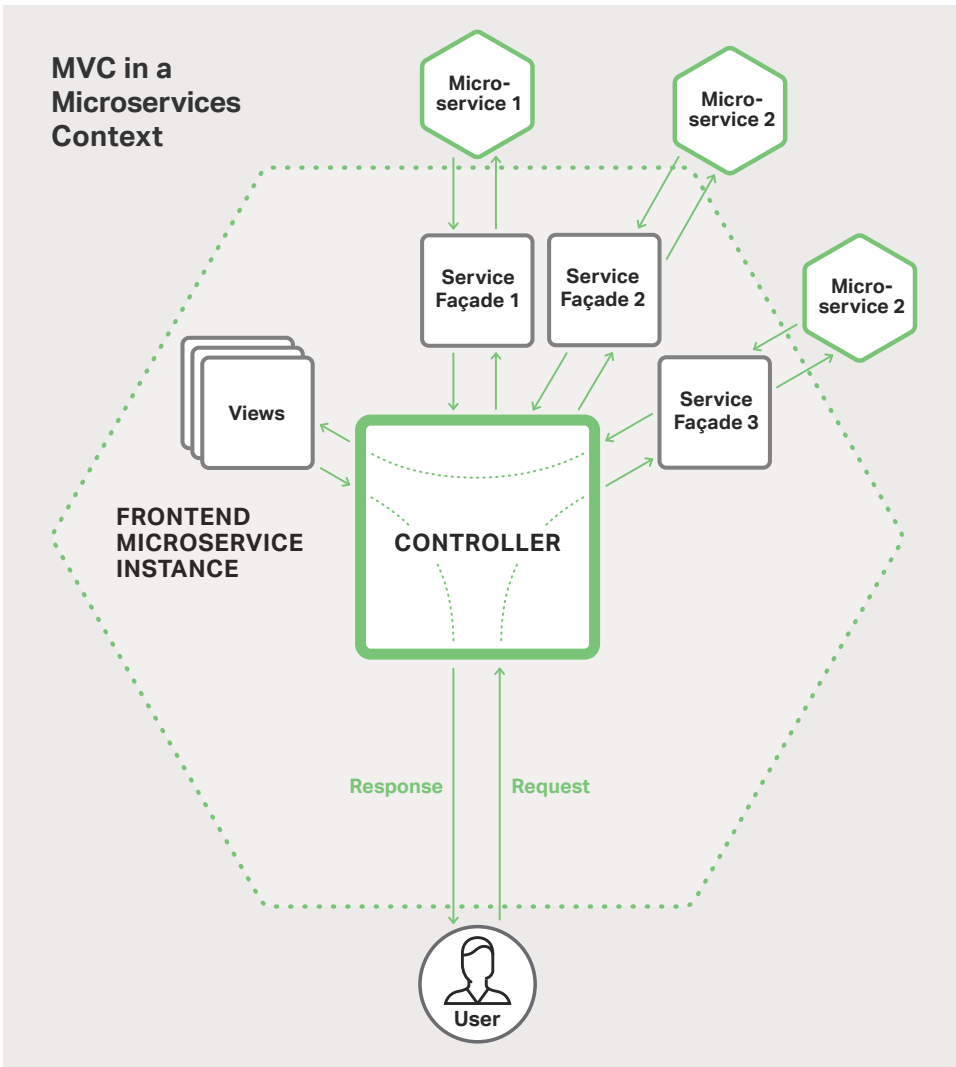 MVC in a
Microservices
Context
Micro-
service 1
Micro-
service 2
Micro-
service 2
Service
Façade 1
Service
Façade 2
Service
Façade 3
Views
FRONTEND
MICROSERVICE
INSTANCE
CONTROLLER
Response
Request
User